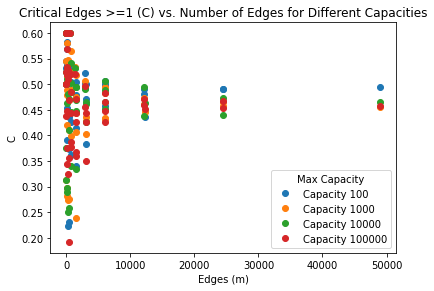 Critical Edges >=1 (C) vs. Number of Edges for Different Capacities
0.60
0.55
0.50
0.45
0.40
0.35
0.30
0.25
0.20
C
Max Capacity
Capacity 100
Capacity 1000
Capacity 10000
Capacity 100000
0
10000
20000
30000
40000
50000
Edges (m)